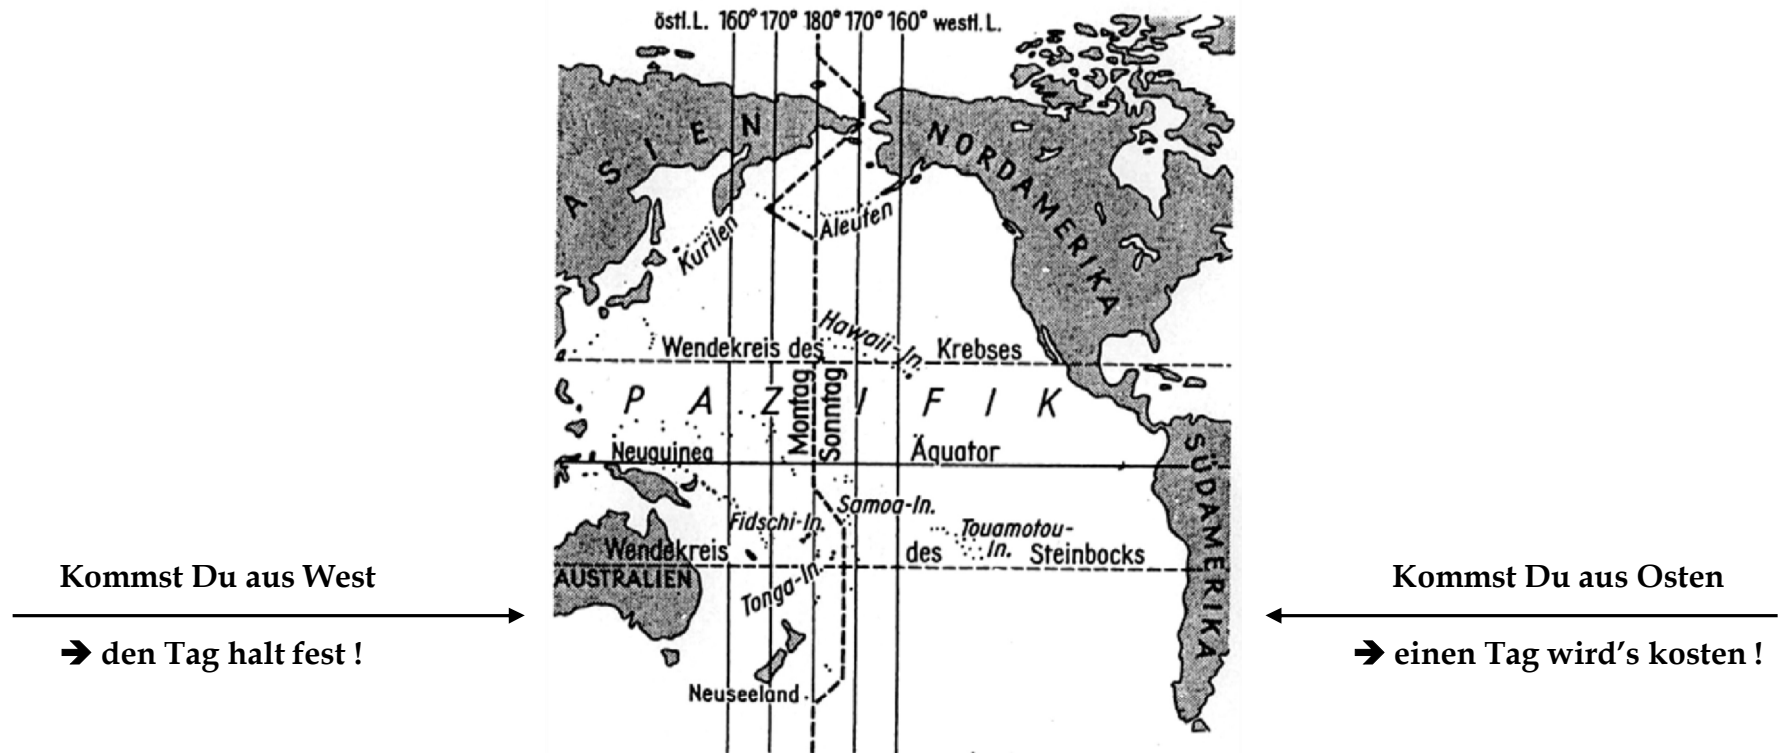 östl.L. 160° 170° 180° 170° 160° westl.L.
ASIEN
NORDAMERIKA
Kurilen
Aleuten
Hawaii-In.
Wendekreis des Krebses
PAZIFIK
Montag
Sonntag
Neuguinea
Äquator
SÜDAMERIKA
Samoa-In.
Fidschi-In.
Touamotou-
In.
Wendekreis des Steinbocks
AUSTRALIEN
Tonga-In.
Neuseeland
Kommst Du aus West
➔ den Tag halt fest !
Kommst Du aus Osten
➔ einen Tag wird’s kosten !